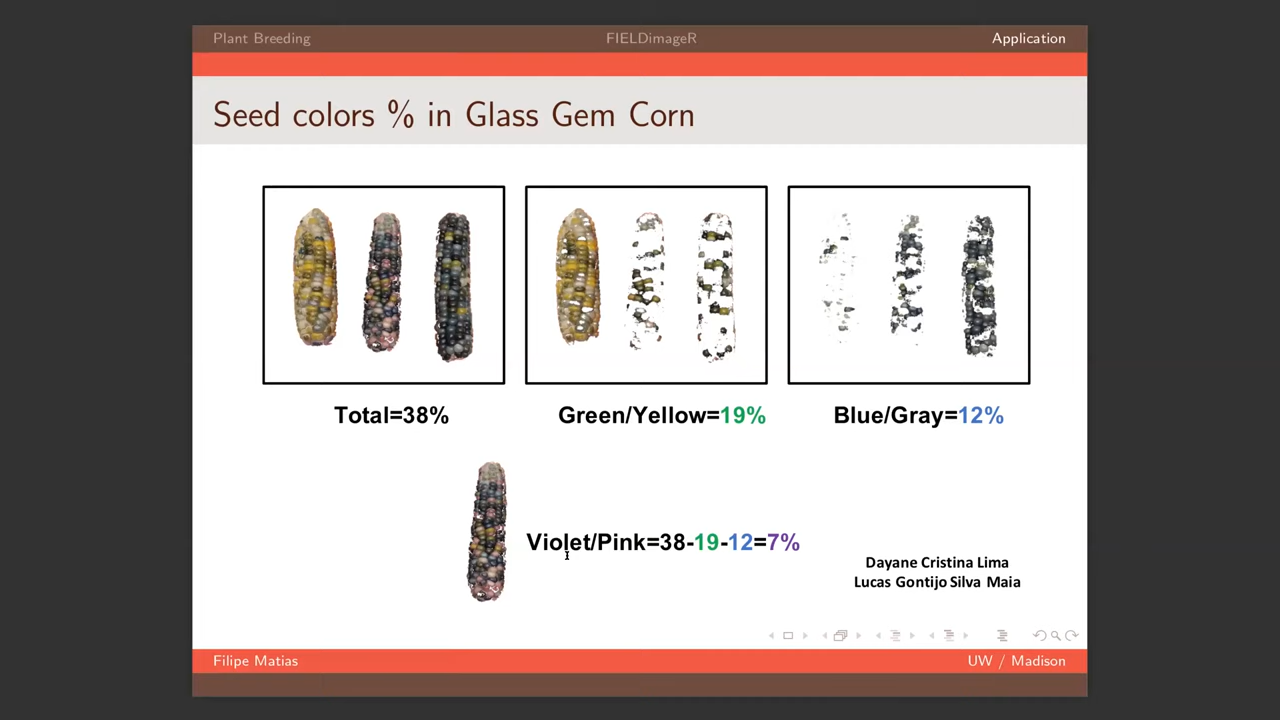 Plant Breeding
FIELDimageR
Application
Seed colors % in Glass Gem Corn
Total=38%
Green/Yellow=19%
Blue/Gray=12%
Violet/Pink=38-19-12=7%
Dayane Cristina Lima
Lucas Gontijo Silva Maia
Filipe Matias
UW / Madison